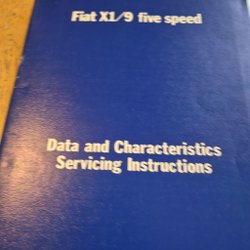 Fiat X1/9 five speed
Data and Characteristics
Servicing Instructions